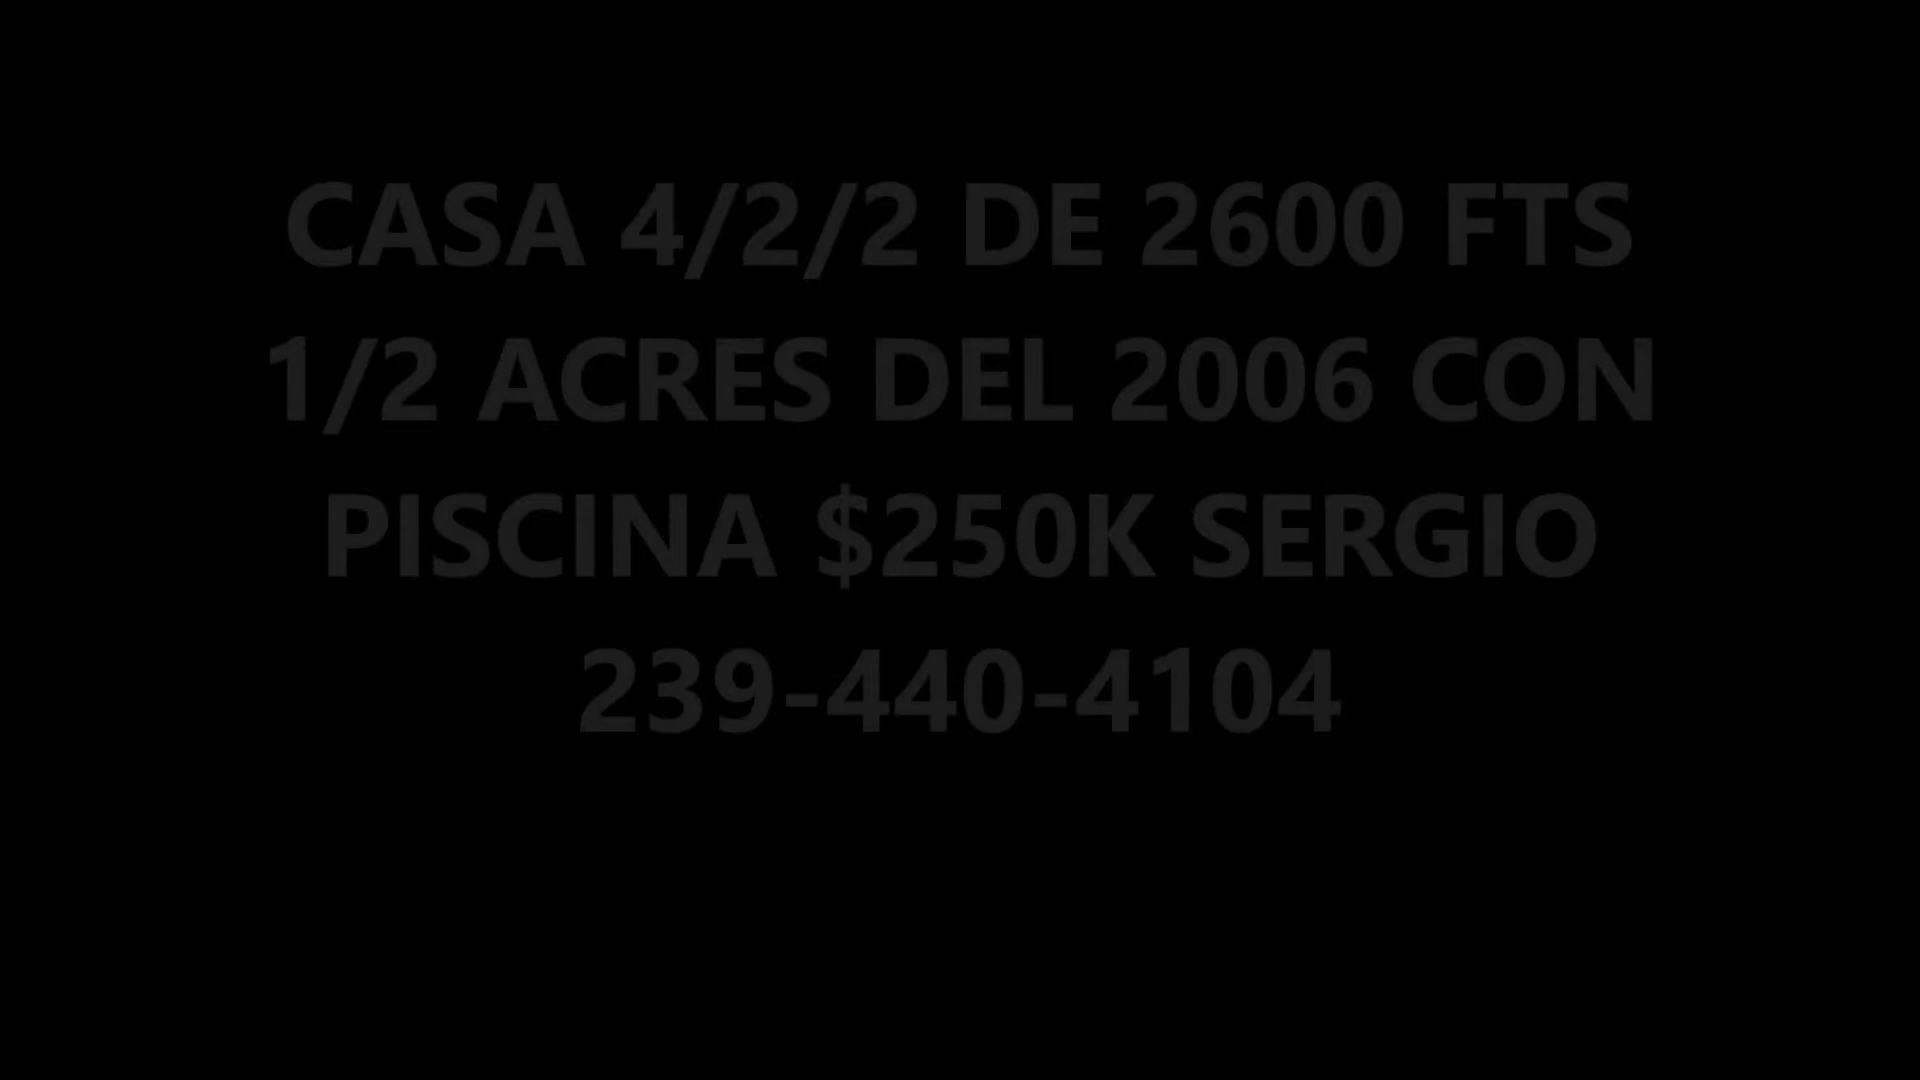 CASA 4/2/2 DE 2600 FTS
1/2 ACRES DEL 2006 CON
PISCINA $250K SERGIO
239-440-4104